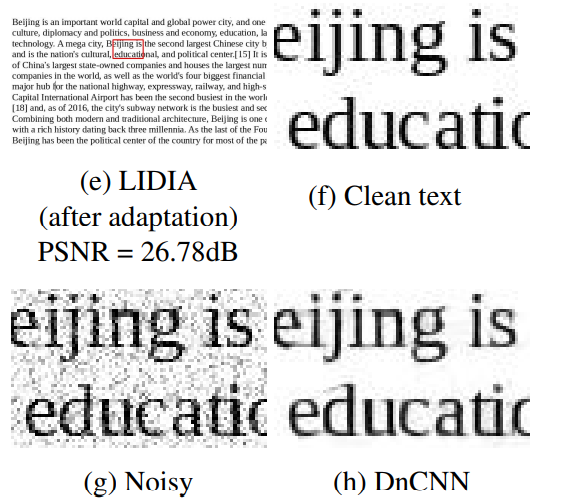 Beijing is an important world capital and global power city, and one
culture, diplomacy and politics, business and economy, education, la
technology. A mega city, Beijing is the second largest Chinese city b
and is the nation's cultural, educational, and political center.[15] It is
of China's largest state-owned companies and houses the largest num
companies in the world, as well as the world's four biggest financial
major hub for the national highway, expressway, railway, and high-s
Capital International Airport has been the second busiest in the worl
[18] and, as of 2016, the city's subway network is the busiest and sec
Combining both modern and traditional architecture, Beijing is one
with a rich history dating back three millennia. As the last of the Fou
Beijing has been the political center of the country for most of the pa
eijing is
educatic
(e) LIDIA
(after adaptation)
PSNR = 26.78dB
(f) Clean text
eijing is
educatic
eijing is
educatic
(g) Noisy
(h) DnCNN